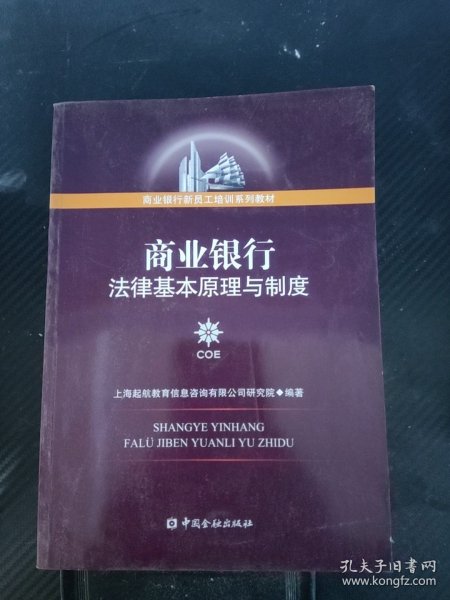 商业银行新员工培训系列教材
商业银行
法律基本原理与制度
COE
上海起航教育信息咨询有限公司研究院◆编著
SHANGYE YINHANG
FALÜ JIBEN YUANLI YU ZHIDU
中国金融出版社
孔夫子旧书网
www.kongfz.com